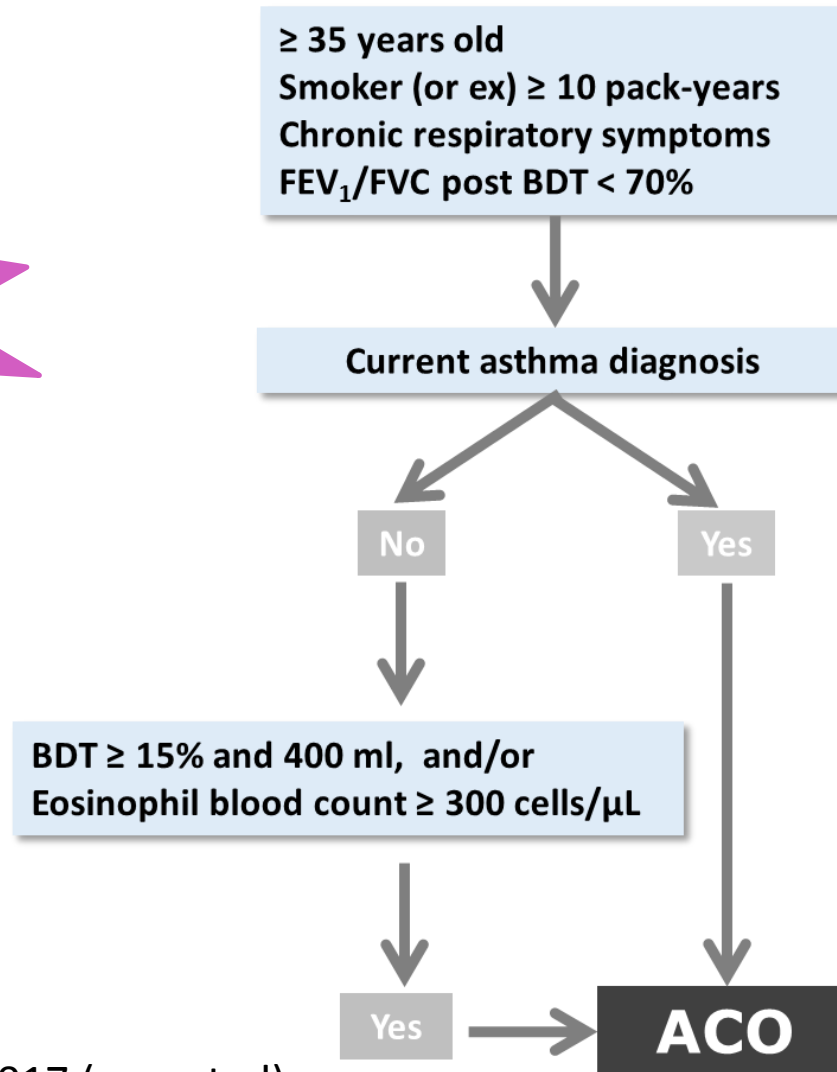 ≥ 35 years old
Smoker (or ex) ≥ 10 pack-years
Chronic respiratory symptoms
FEV₁/FVC post BDT < 70%
Current asthma diagnosis
No
Yes
BDT ≥ 15% and 400 ml, and/or
Eosinophil blood count ≥ 300 cells/µL
Yes
ACO